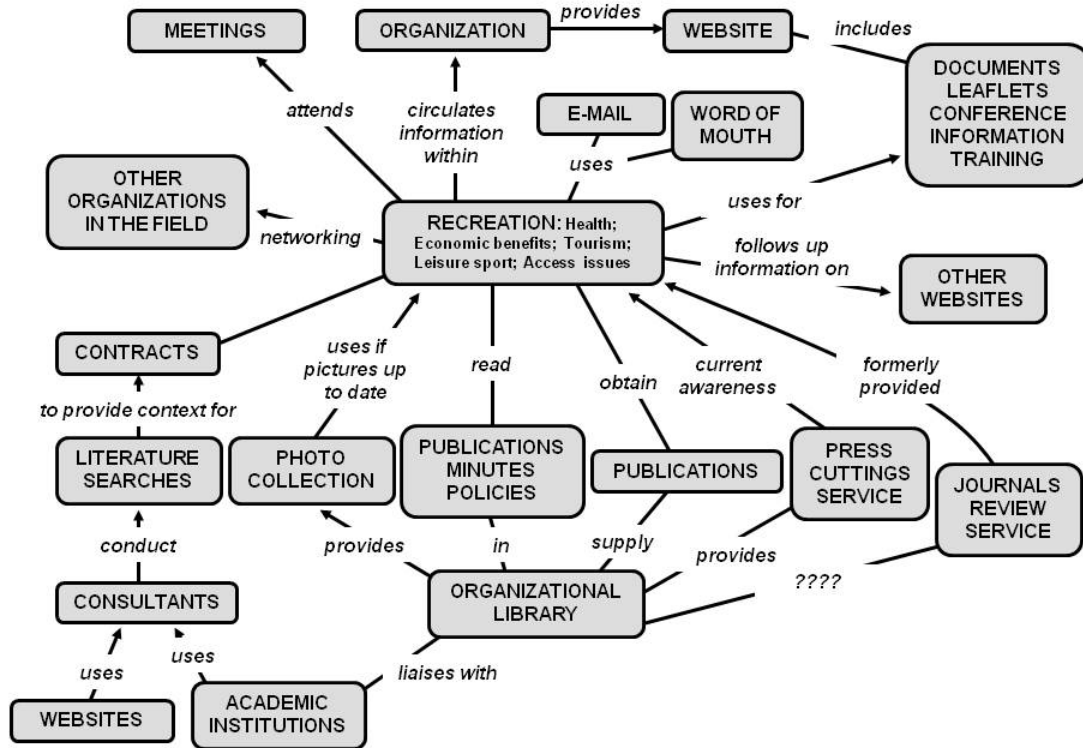 provides
MEETINGS
ORGANIZATION
WEBSITE
includes
DOCUMENTS
LEAFLETS
CONFERENCE
INFORMATION
TRAINING
attends
circulates
information
within
E-MAIL
WORD OF
MOUTH
uses
OTHER
ORGANIZATIONS
IN THE FIELD
networking
RECREATION: Health;
Economic benefits; Tourism;
Leisure sport; Access issues
uses for
follows up
information on
OTHER
WEBSITES
CONTRACTS
uses if
pictures up
to date
read
obtain
current
awareness
formerly
provided
to provide context for
LITERATURE
SEARCHES
PHOTO
COLLECTION
PUBLICATIONS
MINUTES
POLICIES
PUBLICATIONS
PRESS
CUTTINGS
SERVICE
JOURNALS
REVIEW
SERVICE
conduct
provides
in
supply
provides
????
CONSULTANTS
ORGANIZATIONAL
LIBRARY
uses
uses
liaises with
WEBSITES
ACADEMIC
INSTITUTIONS